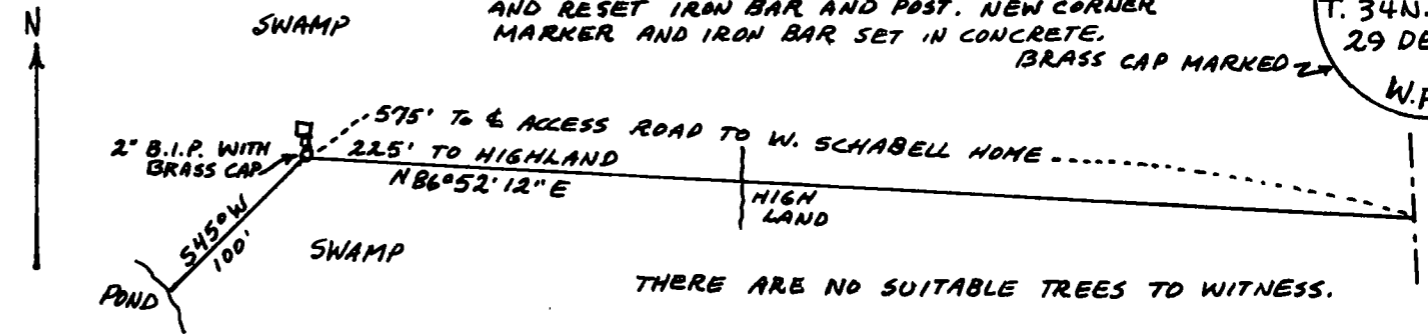 N
SWAMP
AND RESET IRON BAR AND POST. NEW CORNER
MARKER AND IRON BAR SET IN CONCRETE.
BRASS CAP MARKED
T. 34N.
29 DE
W.P
575' TO ℄ ACCESS ROAD TO W. SCHABELL HOME
2" B.I.P. WITH
BRASS CAP
225' TO HIGHLAND
N86°52'12"E
HIGH
LAND
S45°W
100'
SWAMP
POND
THERE ARE NO SUITABLE TREES TO WITNESS.